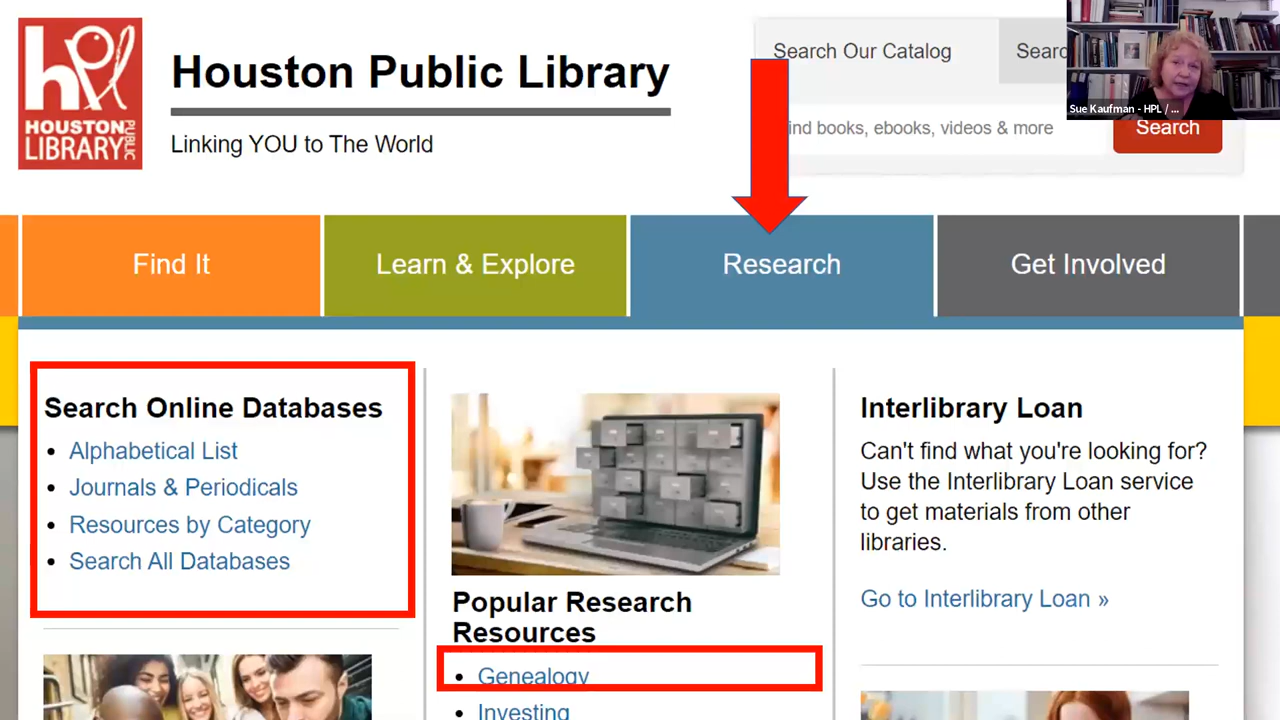 hpl
HOUSTON
LIBRARY
PUBLIC
Houston Public Library
Linking YOU to The World
Search Our Catalog
Sue Kaufman - HPL / ...
books, ebooks, videos & more
Search
Find It
Learn & Explore
Research
Get Involved
Search Online Databases
• Alphabetical List
• Journals & Periodicals
• Resources by Category
• Search All Databases
Popular Research
Resources
• Genealogy
• Investing
Interlibrary Loan
Can't find what you're looking for?
Use the Interlibrary Loan service
to get materials from other
libraries.
Go to Interlibrary Loan »